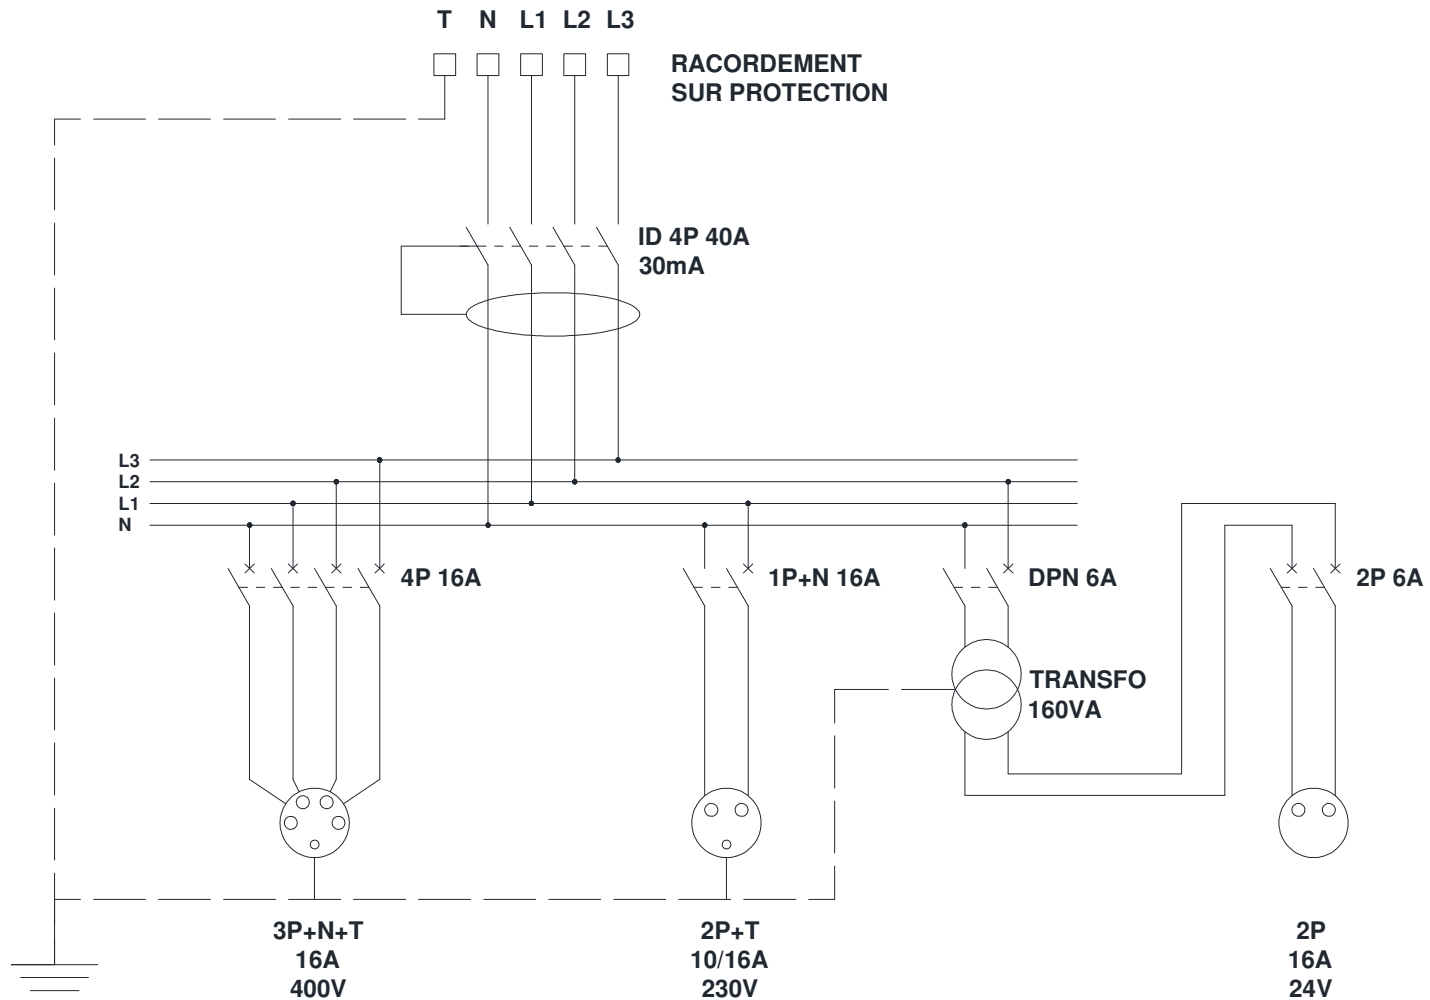 T N L1 L2 L3
RACORDEMENT
SUR PROTECTION
ID 4P 40A
30mA
L3
L2
L1
N
4P 16A
1P+N 16A
DPN 6A
2P 6A
TRANSFO
160VA
3P+N+T
16A
400V
2P+T
10/16A
230V
2P
16A
24V